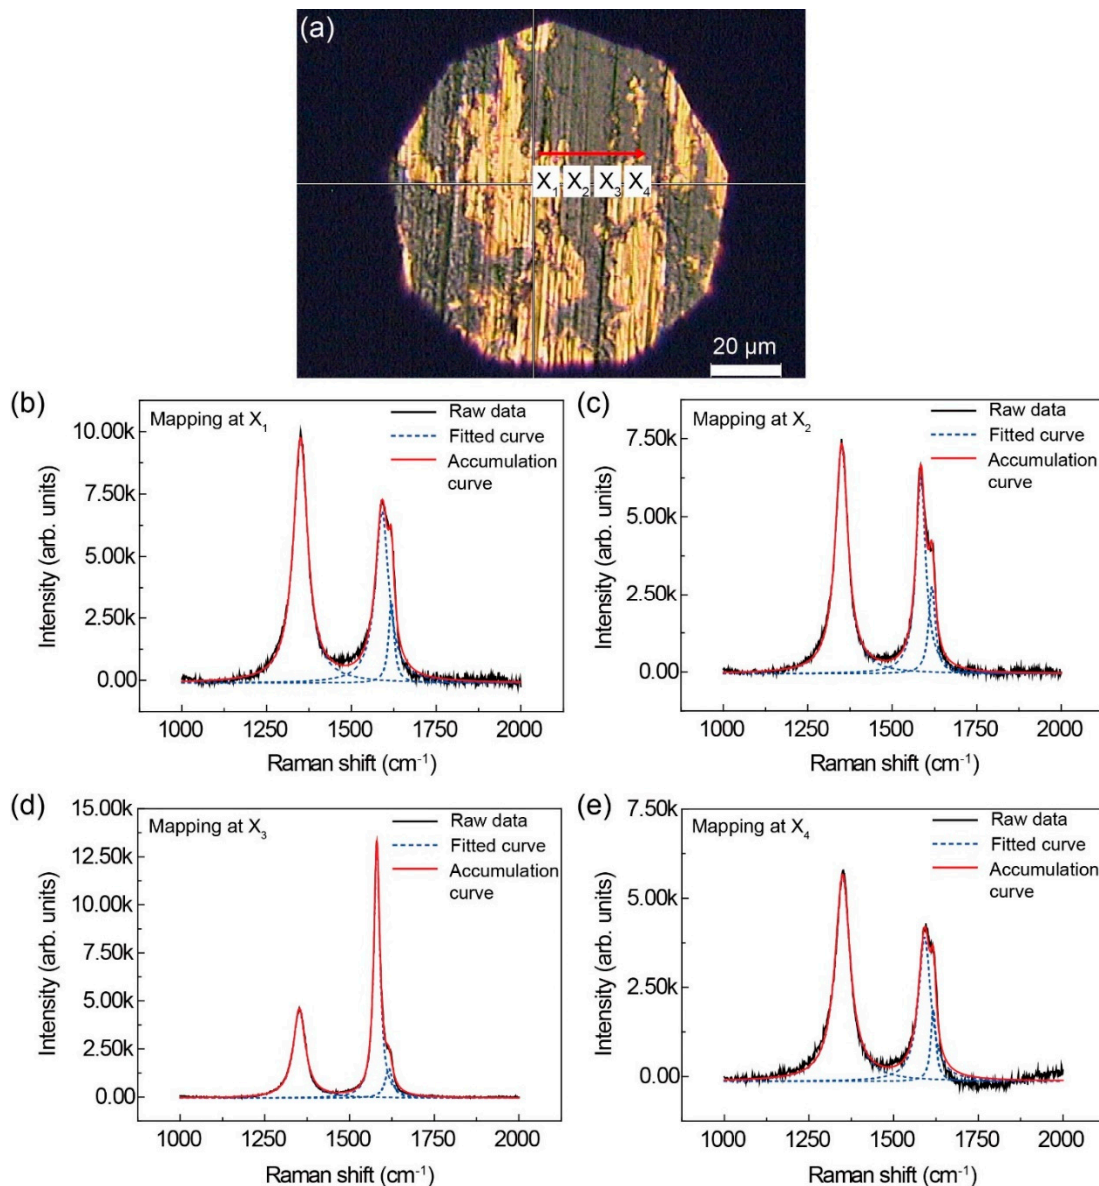 (a)
X₁ X₂ X₃ X₄
20 µm
(b)
Mapping at X₁
Raw data
Fitted curve
Accumulation
curve
10.00k
7.50k
5.00k
2.50k
0.00
Intensity (arb. units)
1000 1250 1500 1750 2000
Raman shift (cm⁻¹)
(c)
Mapping at X₂
Raw data
Fitted curve
Accumulation
curve
7.50k
5.00k
2.50k
0.00
Intensity (arb. units)
1000 1250 1500 1750 2000
Raman shift (cm⁻¹)
(d)
Mapping at X₃
Raw data
Fitted curve
Accumulation
curve
15.00k
12.50k
10.00k
7.50k
5.00k
2.50k
0.00
Intensity (arb. units)
1000 1250 1500 1750 2000
Raman shift (cm⁻¹)
(e)
Mapping at X₄
Raw data
Fitted curve
Accumulation
curve
7.50k
5.00k
2.50k
0.00
Intensity (arb. units)
1000 1250 1500 1750 2000
Raman shift (cm⁻¹)